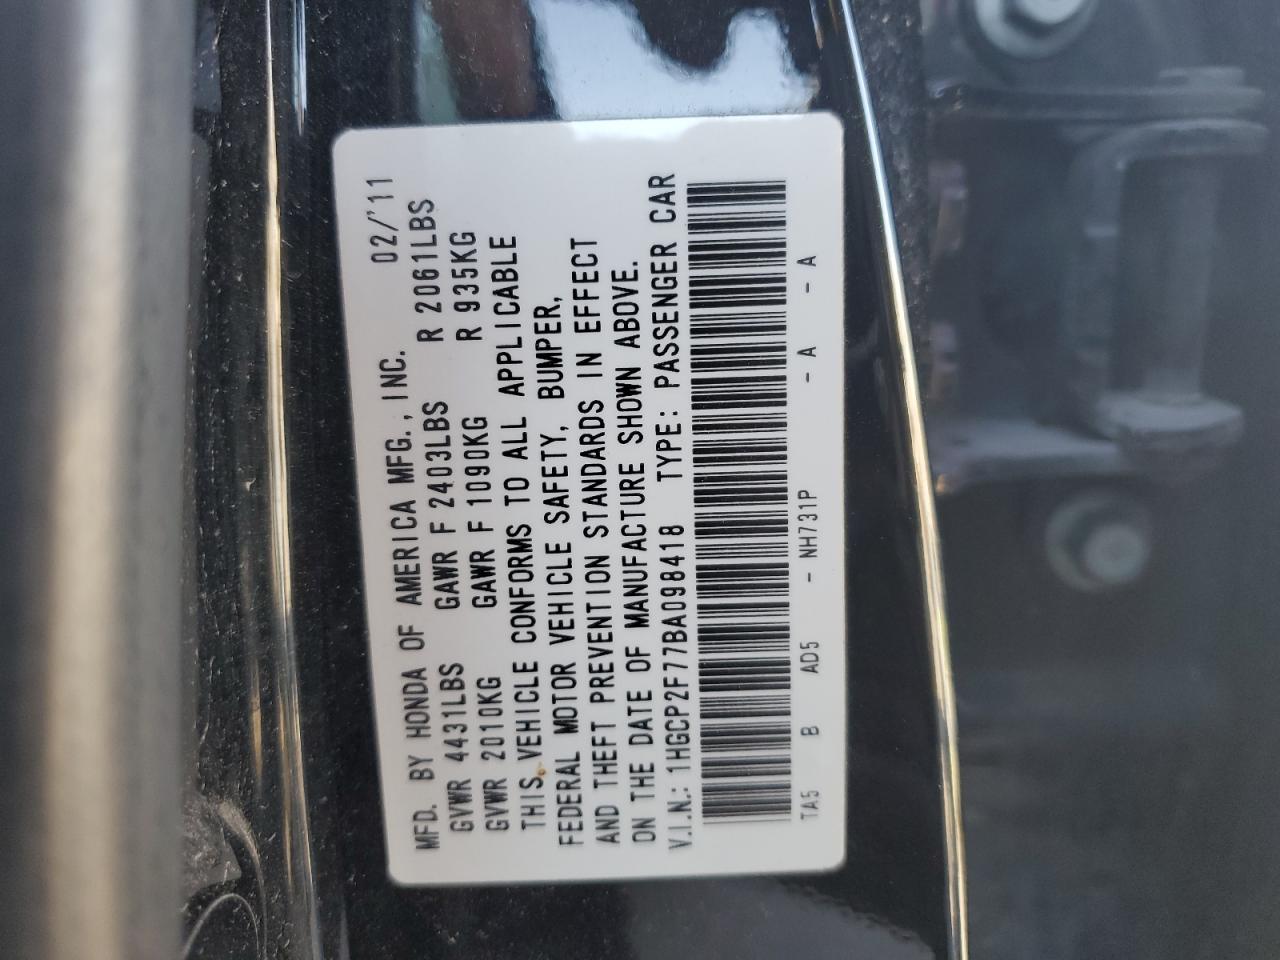 MFD. BY HONDA OF AMERICA MFG., INC. 02/'11
GVWR 4431LBS GAWR F 2403LBS R 2061LBS
GVWR 2010KG GAWR F 1090KG R 935KG
THIS VEHICLE CONFORMS TO ALL APPLICABLE
FEDERAL MOTOR VEHICLE SAFETY, BUMPER,
AND THEFT PREVENTION STANDARDS IN EFFECT
ON THE DATE OF MANUFACTURE SHOWN ABOVE.
V.I.N.: 1HGCP2F77BA098418 TYPE: PASSENGER CAR
TA5 B AD5 - NH731P - A - A